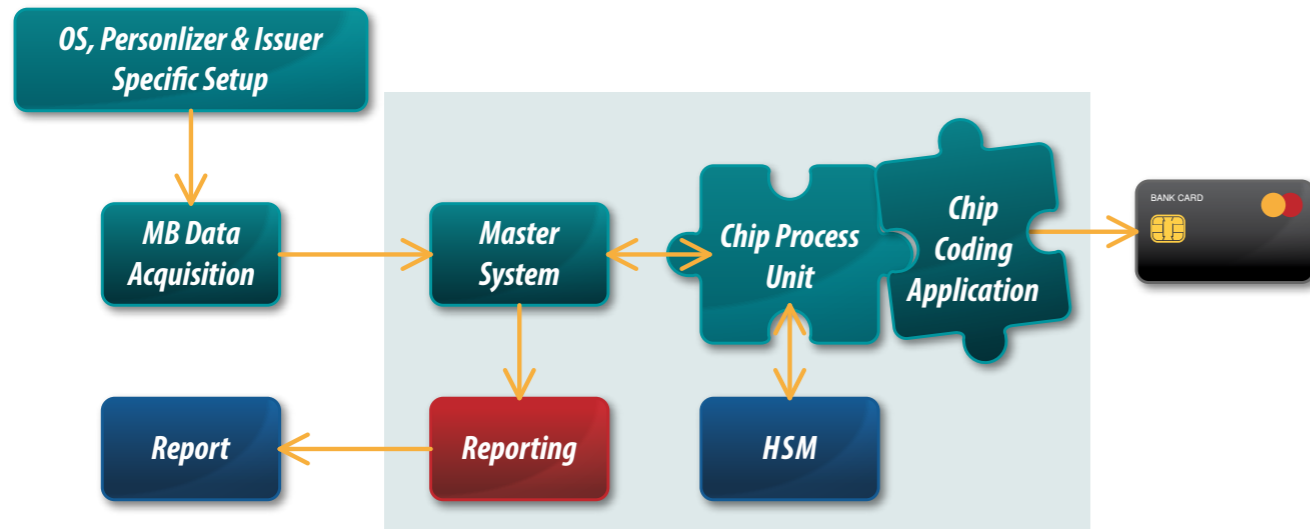 OS, Personlizer & Issuer
Specific Setup
MB Data
Acquisition
Master
System
Chip Process
Unit
Chip
Coding
Application
BANK CARD
Report
Reporting
HSM